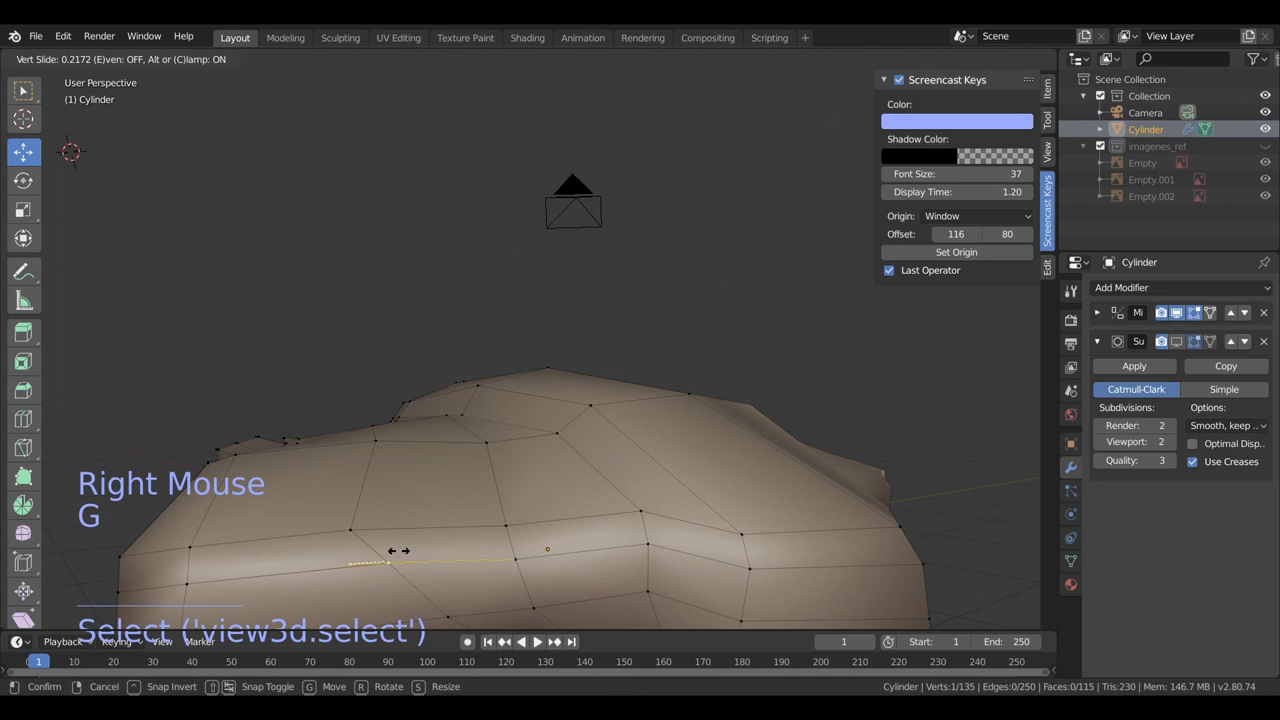 File Edit Render Window Help
Layout Modeling Sculpting UV Editing Texture Paint Shading Animation Rendering Compositing Scripting +
Scene
View Layer
Vert Slide: 0.2172 (E)ven: OFF, Alt or (C)lamp: ON
User Perspective
(1) Cylinder
Screencast Keys
Color:
Shadow Color:
Font Size: 37
Display Time: 1.20
Origin: Window
Offset: 116 80
Set Origin
Last Operator
Item
Tool
View
Screencast Keys
Edit
Scene Collection
Collection
Camera
Cylinder
imagenes_ref
Empty
Empty.001
Empty.002
Cylinder
Add Modifier
Mi
Su
Apply Copy
Catmull-Clark Simple
Subdivisions: Options:
Render: 2 Smooth, keep ..
Viewport: 2 Optimal Disp..
Quality: 3 Use Creases
Right Mouse
G
Select ('view3d.select')
Playback Keying View Marker
1 Start: 1 End: 250
1 10 20 30 40 50 60 70 80 90 100 110 120 130 140 150 160 170 180 190 200 210 220 230 240 250
Confirm Cancel Snap Invert Snap Toggle G Move R Rotate S Resize
Cylinder | Verts:1/135 | Edges:0/250 | Faces:0/115 | Tris:230 | Mem: 146.7 MB | v2.80.74